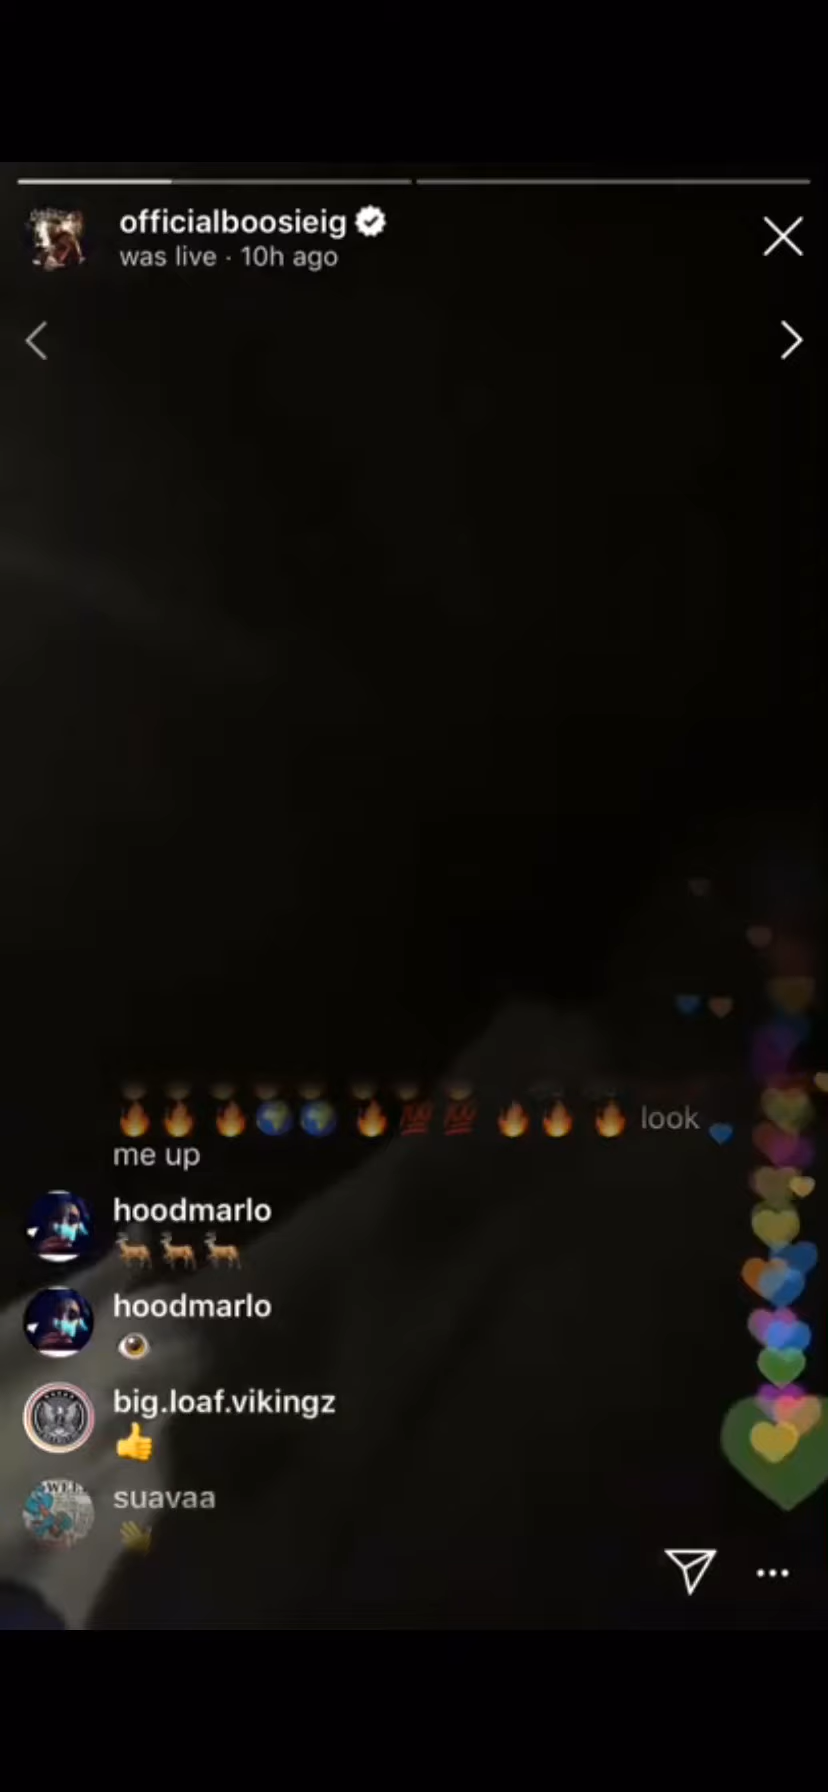 officialboosieig
was live · 10h ago
🔥🔥 🔥🌍🌍 🔥💯💯 🔥🔥 🔥 look
me up
hoodmarlo
🦌🦌🦌
hoodmarlo
👁️
big.loaf.vikingz
👍
suavaa
👋